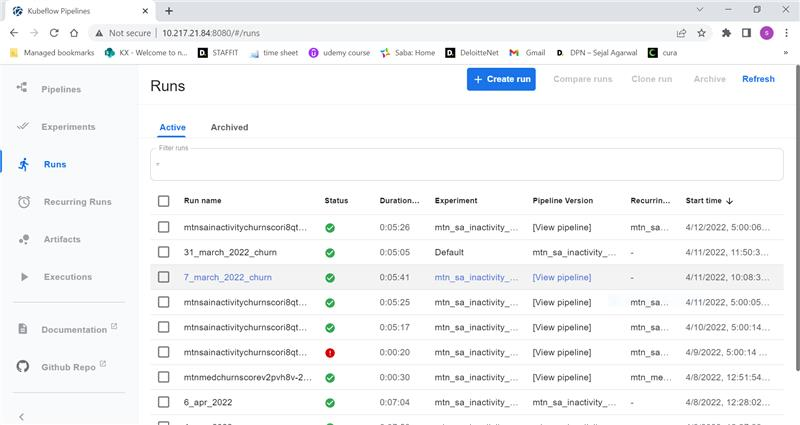 Kubeflow Pipelines
Not secure | 10.217.21.84:8080/#/runs
Managed bookmarks KX - Welcome to n... STAFFIT time sheet udemy course Saba: Home DeloitteNet Gmail DPN – Sejal Agarwal cura »
Pipelines
Experiments
Runs
Recurring Runs
Artifacts
Executions
Documentation
Github Repo
Runs
+ Create run Compare runs Clone run Archive Refresh
Active Archived
Filter runs
Run name Status Duration... Experiment Pipeline Version Recurrin... Start time
mtnsainactivitychurnscori8qt... 0:05:26 mtn_sa_inactivity_... [View pipeline] mtn_sa... 4/12/2022, 5:00:06...
31_march_2022_churn 0:05:05 Default mtn_sa_inactivity_... - 4/11/2022, 11:50:3...
7_march_2022_churn 0:05:41 mtn_sa_inactivity_... [View pipeline] - 4/11/2022, 10:08:3...
mtnsainactivitychurnscori8qt... 0:05:25 mtn_sa_inactivity_... [View pipeline] mtn_sa... 4/11/2022, 5:00:05...
mtnsainactivitychurnscori8qt... 0:05:17 mtn_sa_inactivity_... [View pipeline] mtn_sa... 4/10/2022, 5:00:14...
mtnsainactivitychurnscori8qt... 0:00:20 mtn_sa_inactivity_... [View pipeline] mtn_sa... 4/9/2022, 5:00:14 ...
mtnmedchurnscorev2pvh8v-2... 0:00:30 mtn_sa_inactivity_... [View pipeline] mtn_me... 4/8/2022, 12:51:54...
6_apr_2022 0:07:04 mtn_sa_inactivity_... mtn_sa_inactivity_... - 4/8/2022, 12:28:02...